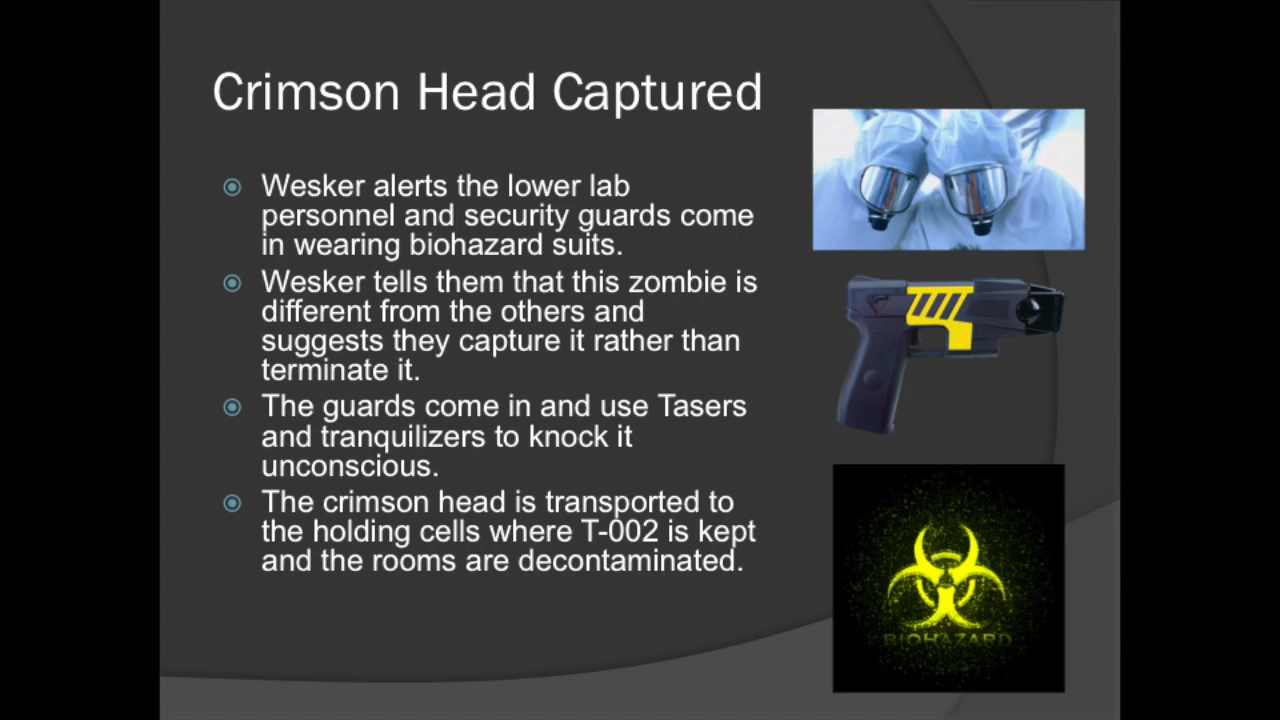 Crimson Head Captured
Wesker alerts the lower lab
personnel and security guards come
in wearing biohazard suits.
Wesker tells them that this zombie is
different from the others and
suggests they capture it rather than
terminate it.
The guards come in and use Tasers
and tranquilizers to knock it
unconscious.
The crimson head is transported to
the holding cells where T-002 is kept
and the rooms are decontaminated.
BIOHAZARD